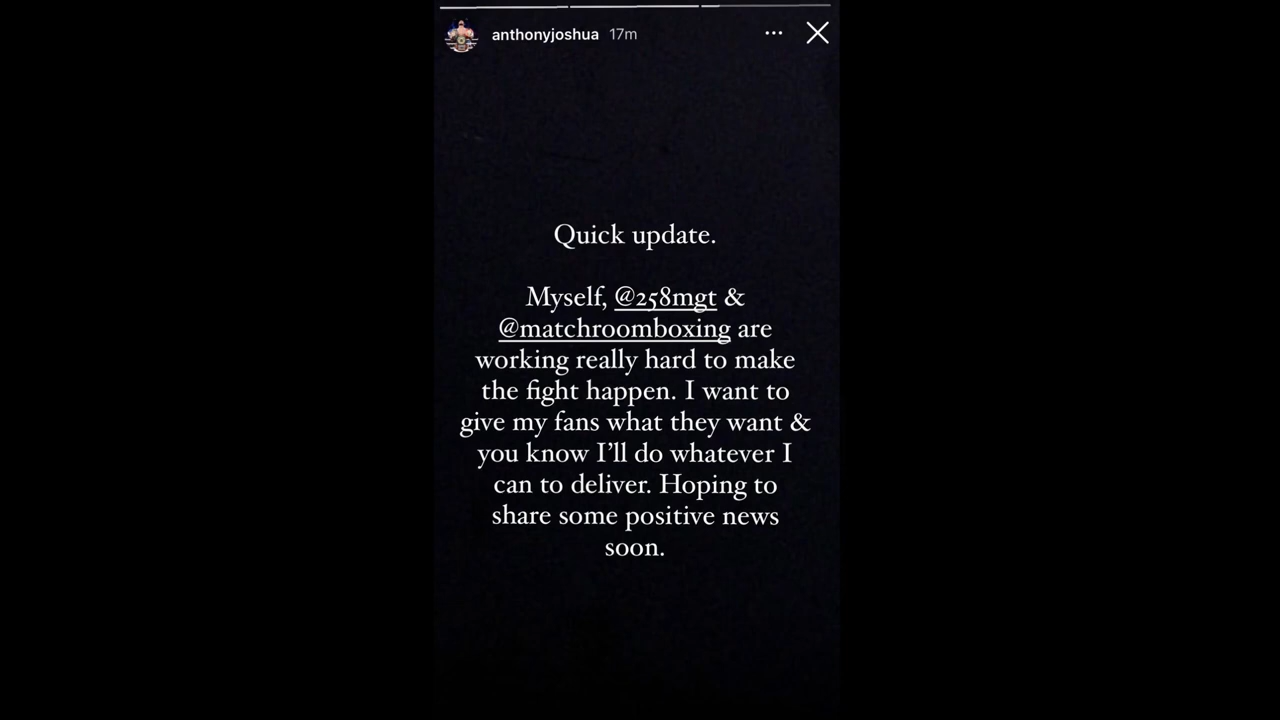 anthonyjoshua 17m
Quick update.
Myself, @258mgt &
@matchroomboxing are
working really hard to make
the fight happen. I want to
give my fans what they want &
you know I’ll do whatever I
can to deliver. Hoping to
share some positive news
soon.